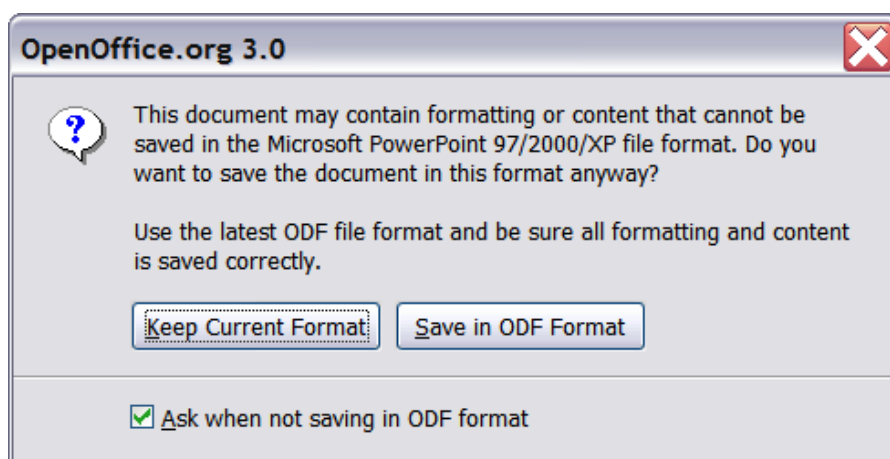 OpenOffice.org 3.0
This document may contain formatting or content that cannot be
saved in the Microsoft PowerPoint 97/2000/XP file format. Do you
want to save the document in this format anyway?
Use the latest ODF file format and be sure all formatting and content
is saved correctly.
Keep Current Format Save in ODF Format
Ask when not saving in ODF format